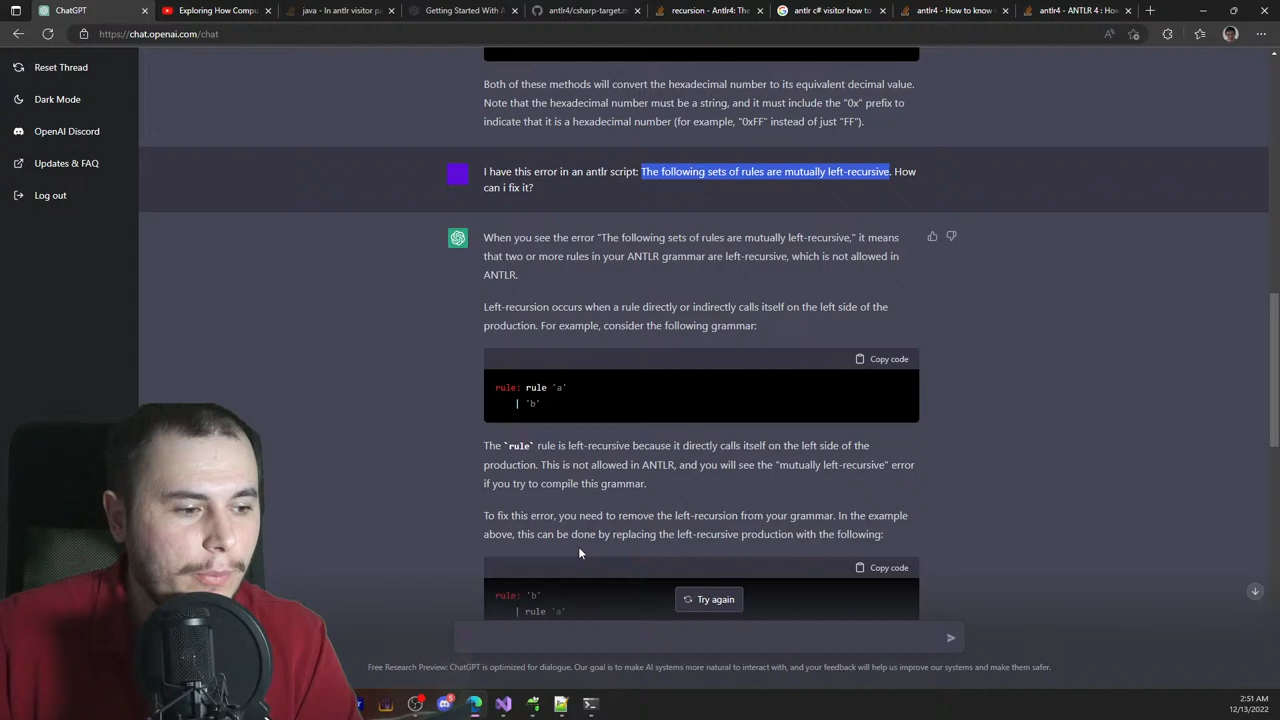 ChatGPT
Exploring How Compu
java - In antlr visitor pa
Getting Started With A
antlr4/csharp-target.m
recursion - Antlr4: The
antlr c# visitor how to
antlr4 - How to know
antlr4 - ANTLR 4 : How
https://chat.openai.com/chat
Reset Thread
Dark Mode
OpenAI Discord
Updates & FAQ
Log out
Both of these methods will convert the hexadecimal number to its equivalent decimal value.
Note that the hexadecimal number must be a string, and it must include the "0x" prefix to
indicate that it is a hexadecimal number (for example, "0xFF" instead of just "FF").
I have this error in an antlr script: The following sets of rules are mutually left-recursive. How
can i fix it?
When you see the error "The following sets of rules are mutually left-recursive," it means
that two or more rules in your ANTLR grammar are left-recursive, which is not allowed in
ANTLR.
Left-recursion occurs when a rule directly or indirectly calls itself on the left side of the
production. For example, consider the following grammar:
Copy code
rule: rule 'a'
| 'b'
The `rule` rule is left-recursive because it directly calls itself on the left side of the
production. This is not allowed in ANTLR, and you will see the "mutually left-recursive" error
if you try to compile this grammar.
To fix this error, you need to remove the left-recursion from your grammar. In the example
above, this can be done by replacing the left-recursive production with the following:
Copy code
rule: 'b'
| rule 'a'
Try again
Free Research Preview: ChatGPT is optimized for dialogue. Our goal is to make AI systems more natural to interact with, and your feedback will help us improve our systems and make them safer.
2:51 AM
12/13/2022